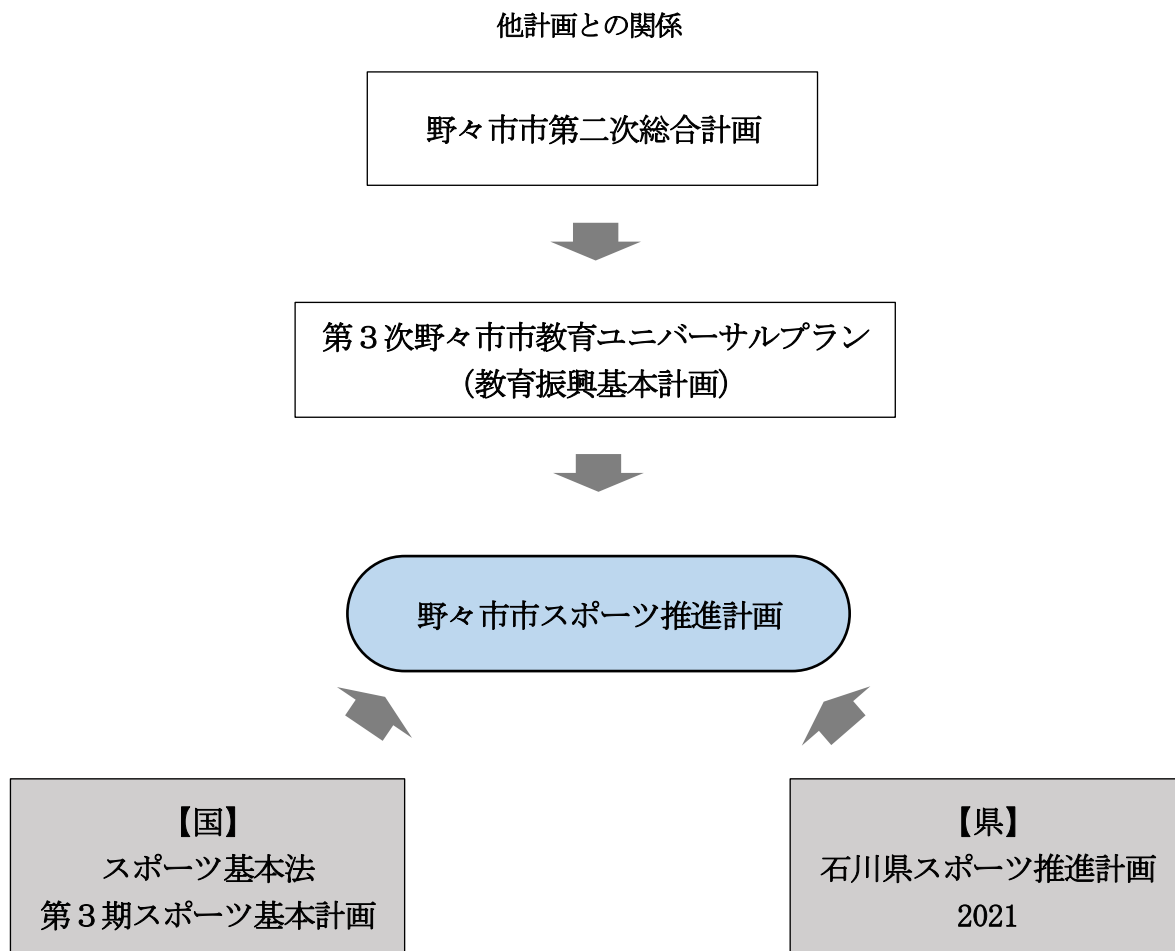 他計画との関係
野々市市第二次総合計画
第３次野々市市教育ユニバーサルプラン
（教育振興基本計画）
野々市市スポーツ推進計画
【国】
スポーツ基本法
第３期スポーツ基本計画
【県】
石川県スポーツ推進計画
2021